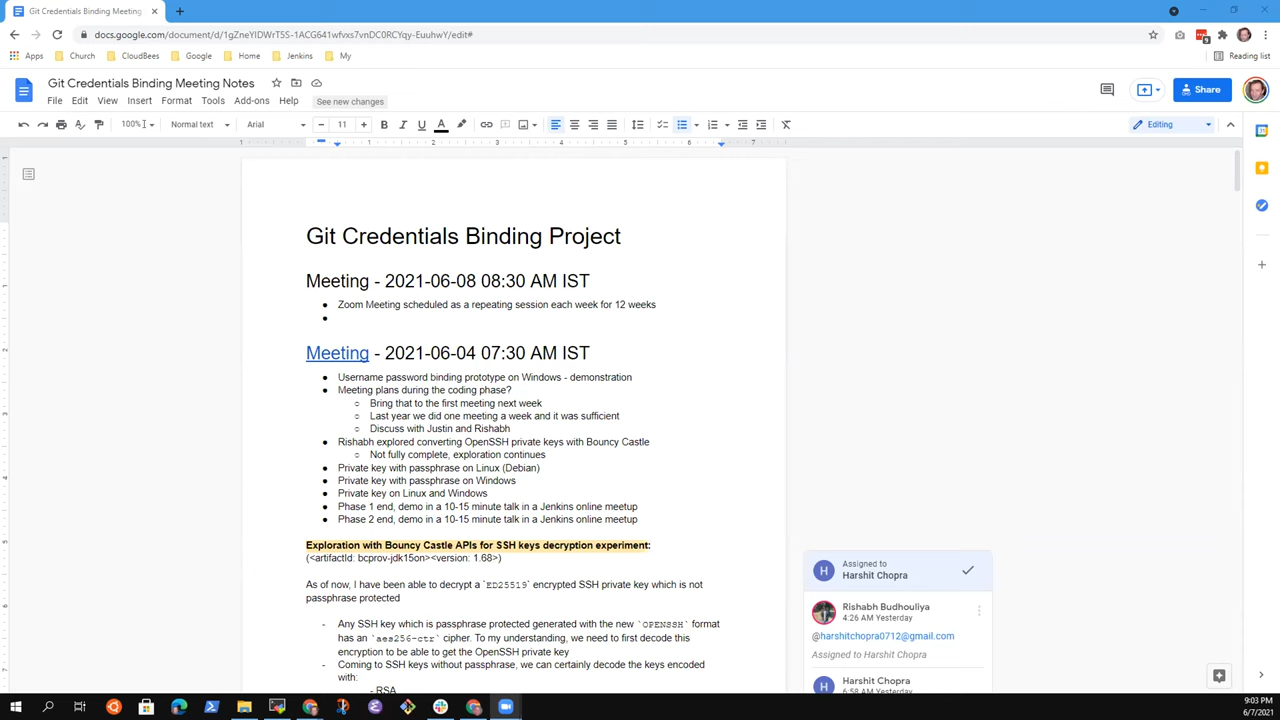 Git Credentials Binding Meeting N
docs.google.com/document/d/1gZneYIDWrT5S-1ACG641wfvxs7vnDC0RCYqy-EuuhwY/edit#
9
Apps Church CloudBees Google Home Jenkins My Reading list
Git Credentials Binding Meeting Notes
File Edit View Insert Format Tools Add-ons Help See new changes
Share
100% Normal text Arial 11 B I U A Editing
1 1 2 3 4 5 6 7
Git Credentials Binding Project
Meeting - 2021-06-08 08:30 AM IST
Zoom Meeting scheduled as a repeating session each week for 12 weeks
Meeting - 2021-06-04 07:30 AM IST
Username password binding prototype on Windows - demonstration
Meeting plans during the coding phase?
Bring that to the first meeting next week
Last year we did one meeting a week and it was sufficient
Discuss with Justin and Rishabh
Rishabh explored converting OpenSSH private keys with Bouncy Castle
Not fully complete, exploration continues
Private key with passphrase on Linux (Debian)
Private key with passphrase on Windows
Private key on Linux and Windows
Phase 1 end, demo in a 10-15 minute talk in a Jenkins online meetup
Phase 2 end, demo in a 10-15 minute talk in a Jenkins online meetup
Exploration with Bouncy Castle APIs for SSH keys decryption experiment:
(<artifactId: bcprov-jdk15on><version: 1.68>)
As of now, I have been able to decrypt a `ED25519` encrypted SSH private key which is not
passphrase protected
- Any SSH key which is passphrase protected generated with the new `OPENSSH` format
has an `aes256-ctr` cipher. To my understanding, we need to first decode this
encryption to be able to get the OpenSSH private key
- Coming to SSH keys without passphrase, we can certainly decode the keys encoded
with:
- RSA
H Assigned to
Harshit Chopra
Rishabh Budhouliya
4:26 AM Yesterday
@harshitchopra0712@gmail.com
Assigned to Harshit Chopra
H Harshit Chopra
6:58 AM Yesterday
9:03 PM
6/7/2021